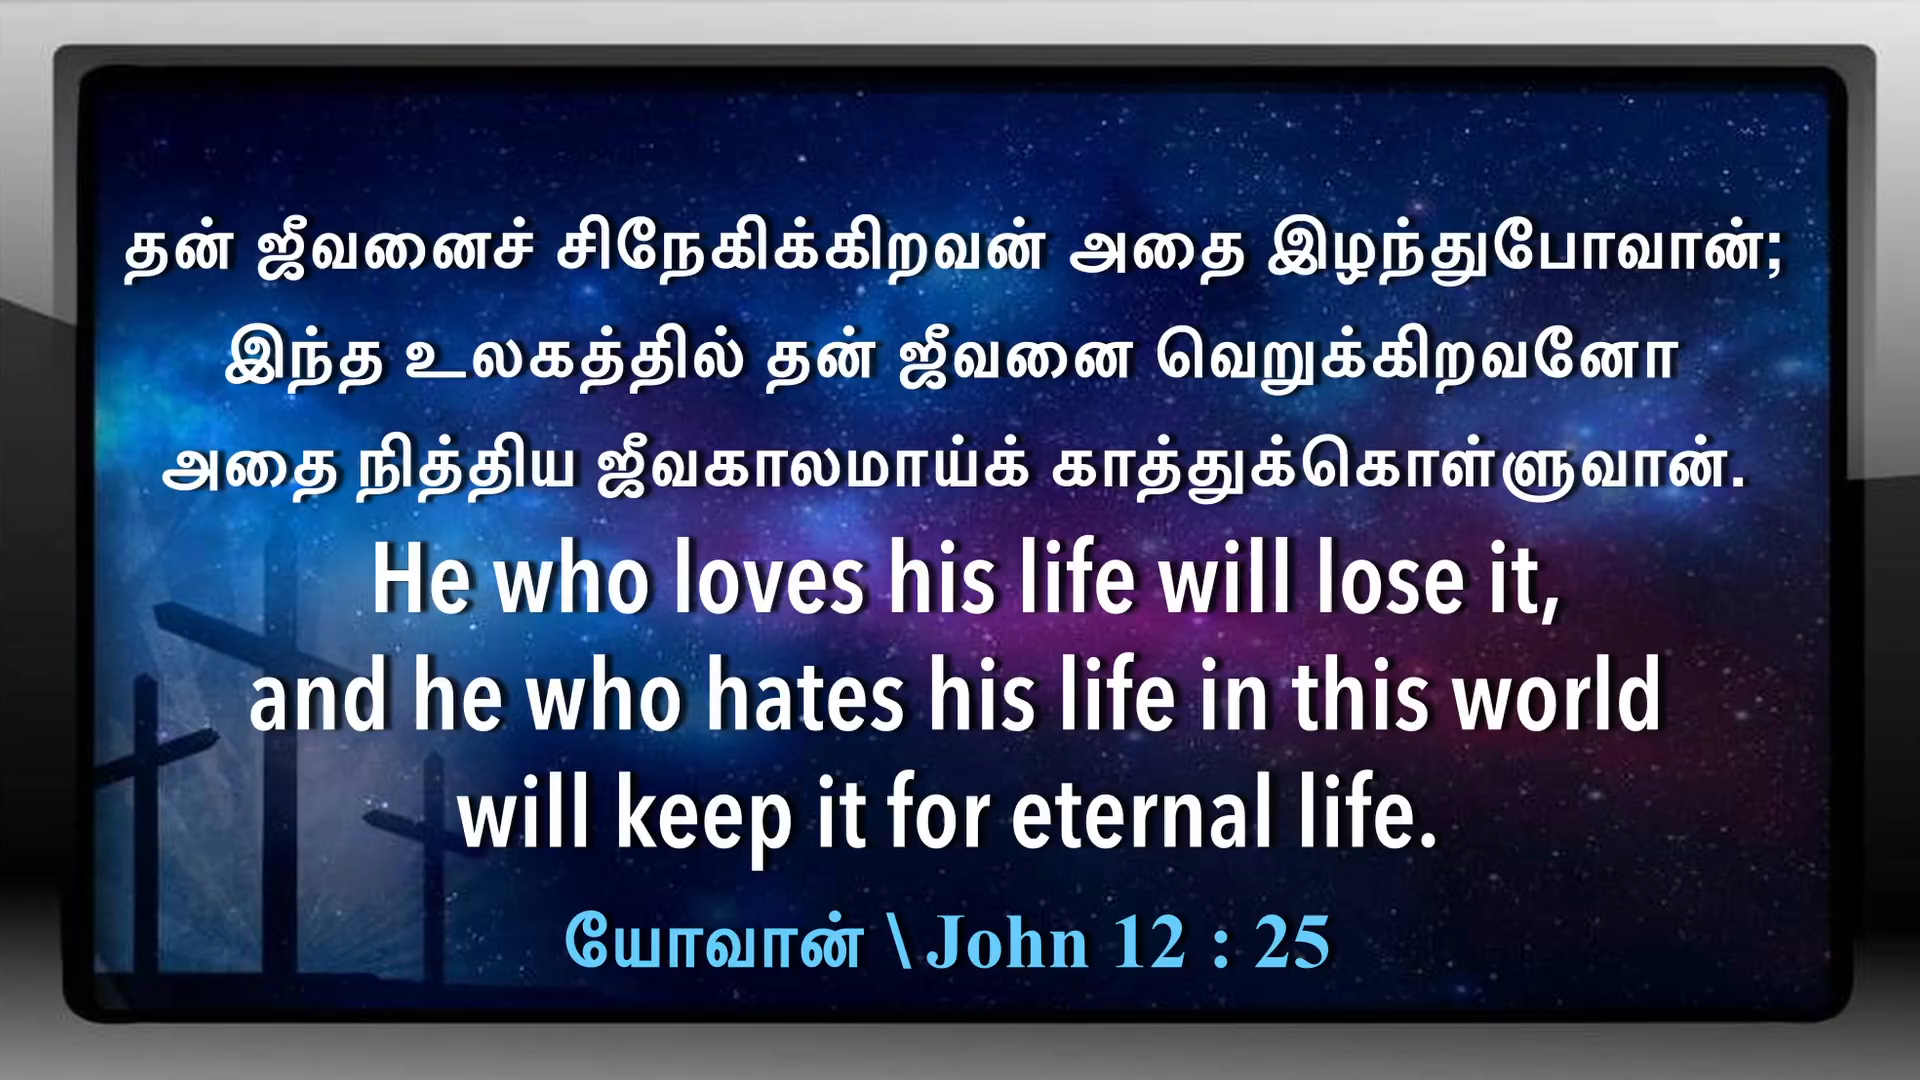 தன் ஜீவனைச் சிநேகிக்கிறவன் அதை இழந்துபோவான்;
இந்த உலகத்தில் தன் ஜீவனை வெறுக்கிறவனோ
அதை நித்திய ஜீவகாலமாய்க் காத்துக்கொள்ளுவான்.
He who loves his life will lose it,
and he who hates his life in this world
will keep it for eternal life.
யோவான் \ John 12 : 25